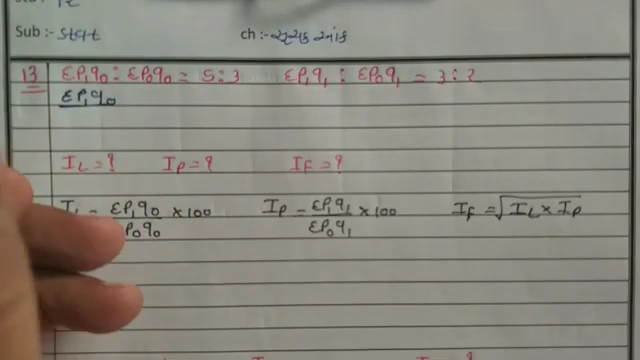 Sub :- સ્ટેટ ch :- સૂચક આંક
13 Σp₁q₀ : Σp₀q₀ = 5 : 3 Σp₁q₁ : Σp₀q₁ = 3 : 2
Σp₁q₀
I_L = ? I_P = ? I_F = ?
I_L = Σp₁q₀ / p₀q₀ × 100 I_P = Σp₁q₁ / Σp₀q₁ × 100 I_F = √I_L × I_P